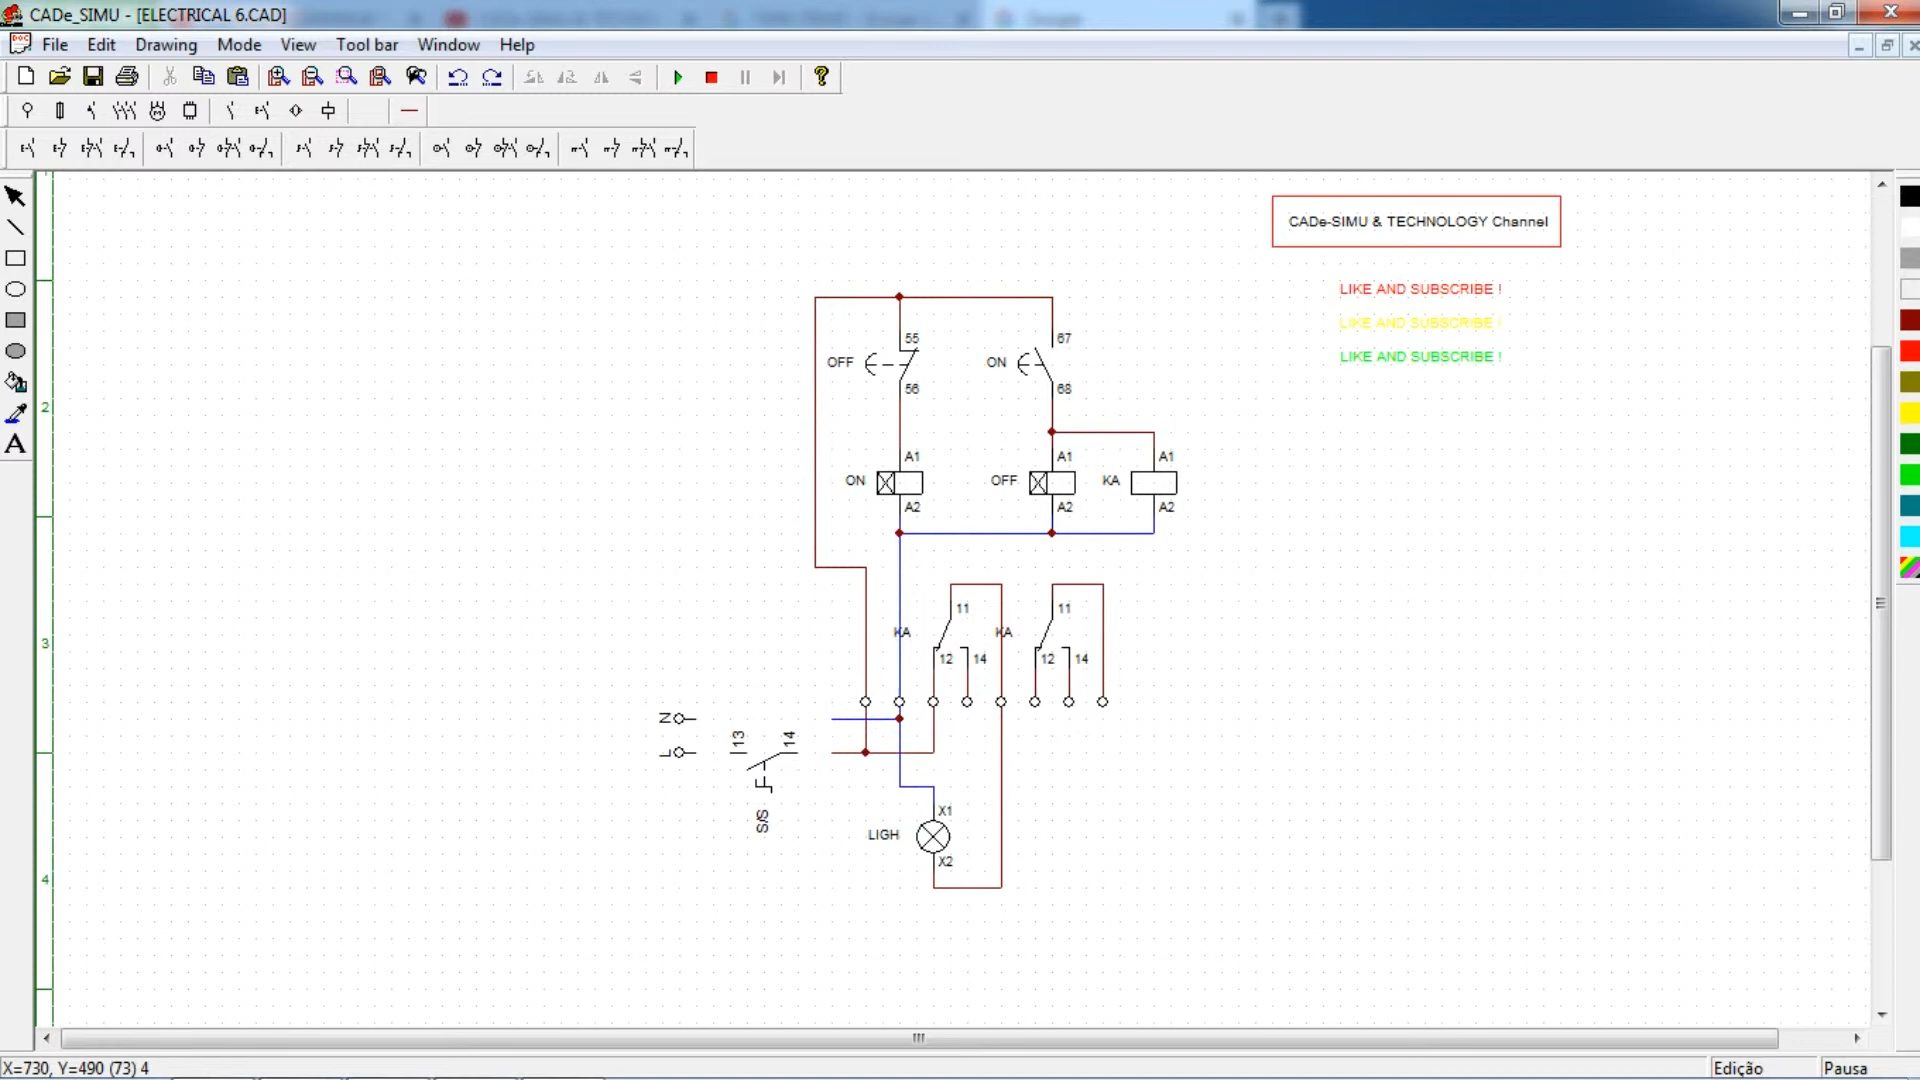 CADe_SIMU - [ELECTRICAL 6.CAD]
File Edit Drawing Mode View Tool bar Window Help
CADe-SIMU & TECHNOLOGY Channel
LIKE AND SUBSCRIBE !
LIKE AND SUBSCRIBE !
LIKE AND SUBSCRIBE !
55 67
OFF ON
56 68
A1 A1 A1
ON OFF KA
A2 A2 A2
2
11 11
KA KA
3
12 14 12 14
N
13 14
L
S/S
X1
LIGH
X2
4
X=730, Y=490 (73) 4
Edição Pausa